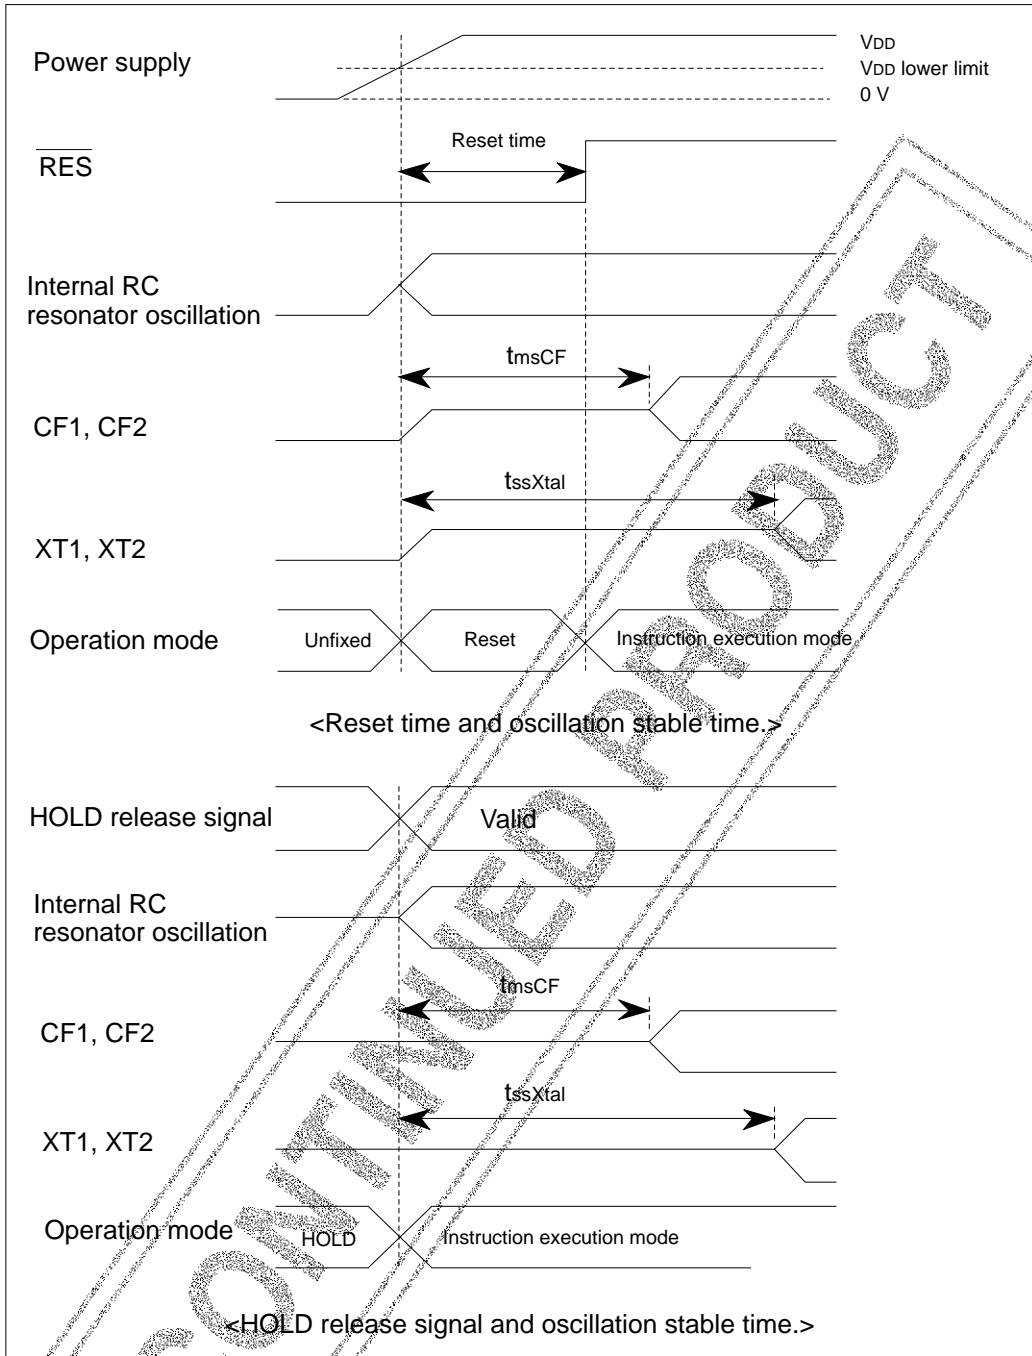 Power supply
VDD
VDD lower limit
0 V
RES
Reset time
Internal RC
resonator oscillation
tmsCF
CF1, CF2
tssXtal
XT1, XT2
Operation mode
Unfixed
Reset
Instruction execution mode
<Reset time and oscillation stable time.>
HOLD release signal
Valid
Internal RC
resonator oscillation
tmsCF
CF1, CF2
tssXtal
XT1, XT2
Operation mode
HOLD
Instruction execution mode
<HOLD release signal and oscillation stable time.>
CONTINUED PRODUCT